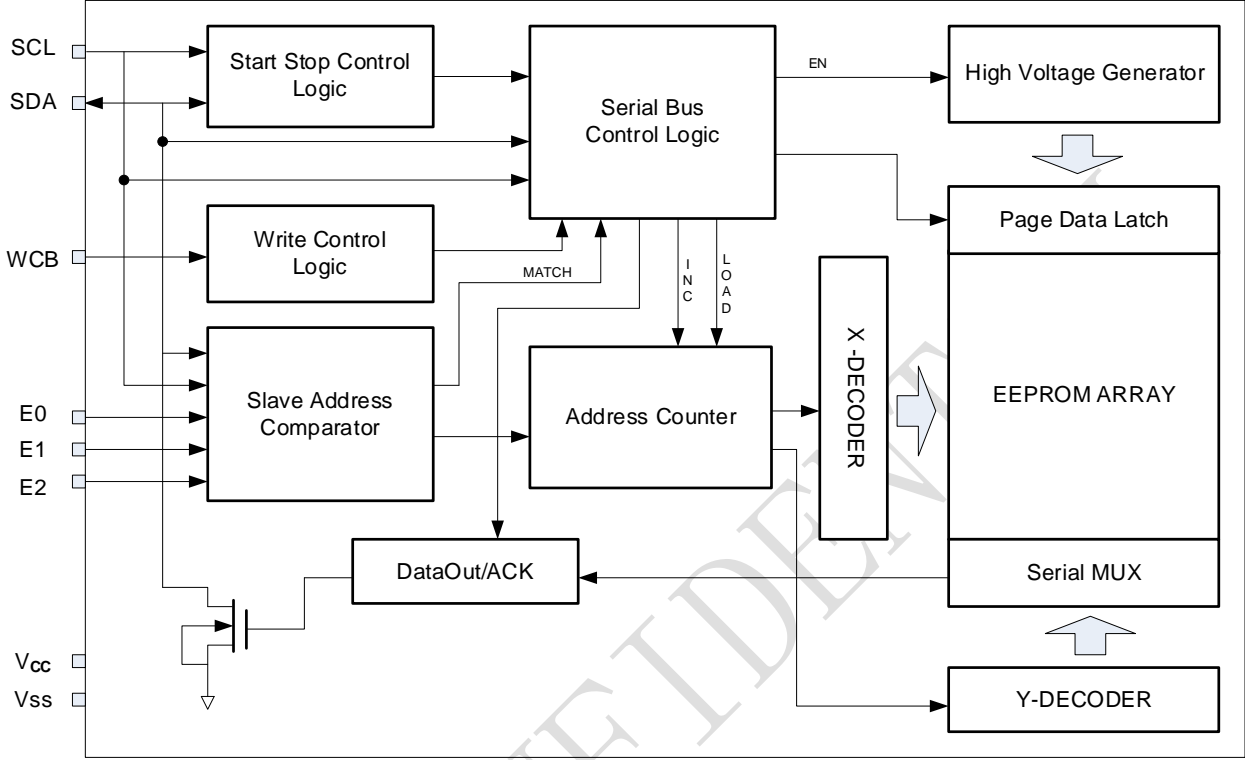 SCL
SDA
WCB
E0
E1
E2
Vcc
Vss
Start Stop Control
Logic
Write Control
Logic
Slave Address
Comparator
Serial Bus
Control Logic
MATCH
INC
LOAD
EN
Address Counter
DataOut/ACK
X -DECODER
High Voltage Generator
Page Data Latch
EEPROM ARRAY
Serial MUX
Y-DECODER